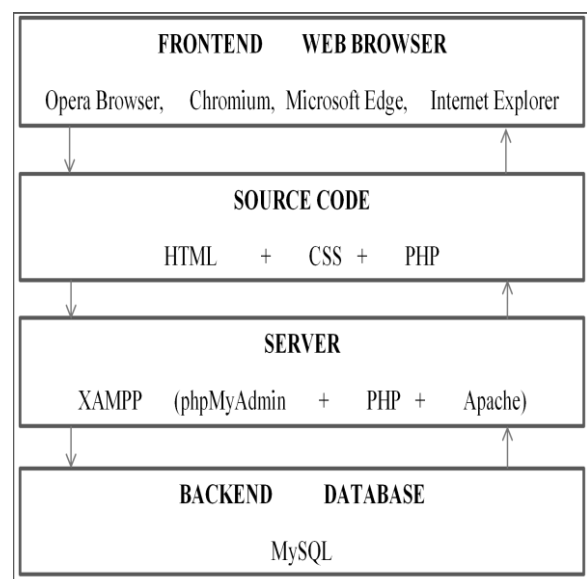 FRONTEND WEB BROWSER
Opera Browser, Chromium, Microsoft Edge, Internet Explorer
SOURCE CODE
HTML + CSS + PHP
SERVER
XAMPP (phpMyAdmin + PHP + Apache)
BACKEND DATABASE
MySQL